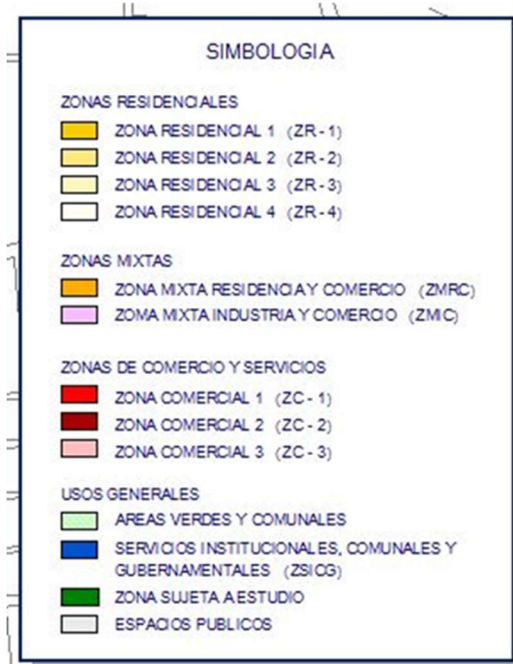 SIMBOLOGIA
ZONAS RESIDENCIALES
ZONA RESIDENCIAL 1 (ZR - 1)
ZONA RESIDENCIAL 2 (ZR - 2)
ZONA RESIDENCIAL 3 (ZR - 3)
ZONA RESIDENCIAL 4 (ZR - 4)
ZONAS MIXTAS
ZONA MIXTA RESIDENCIA Y COMERCIO (ZMRC)
ZOMA MIXTA INDUSTRIA Y COMERCIO (ZMIC)
ZONAS DE COMERCIO Y SERVICIOS
ZONA COMERCIAL 1 (ZC - 1)
ZONA COMERCIAL 2 (ZC - 2)
ZONA COMERCIAL 3 (ZC - 3)
USOS GENERALES
AREAS VERDES Y COMUNALES
SERVICIOS INSTITUCIONALES, COMUNALES Y
GUBERNAMENTALES (ZSICG)
ZONA SUJETA A ESTUDIO
ESPACIOS PUBLICOS